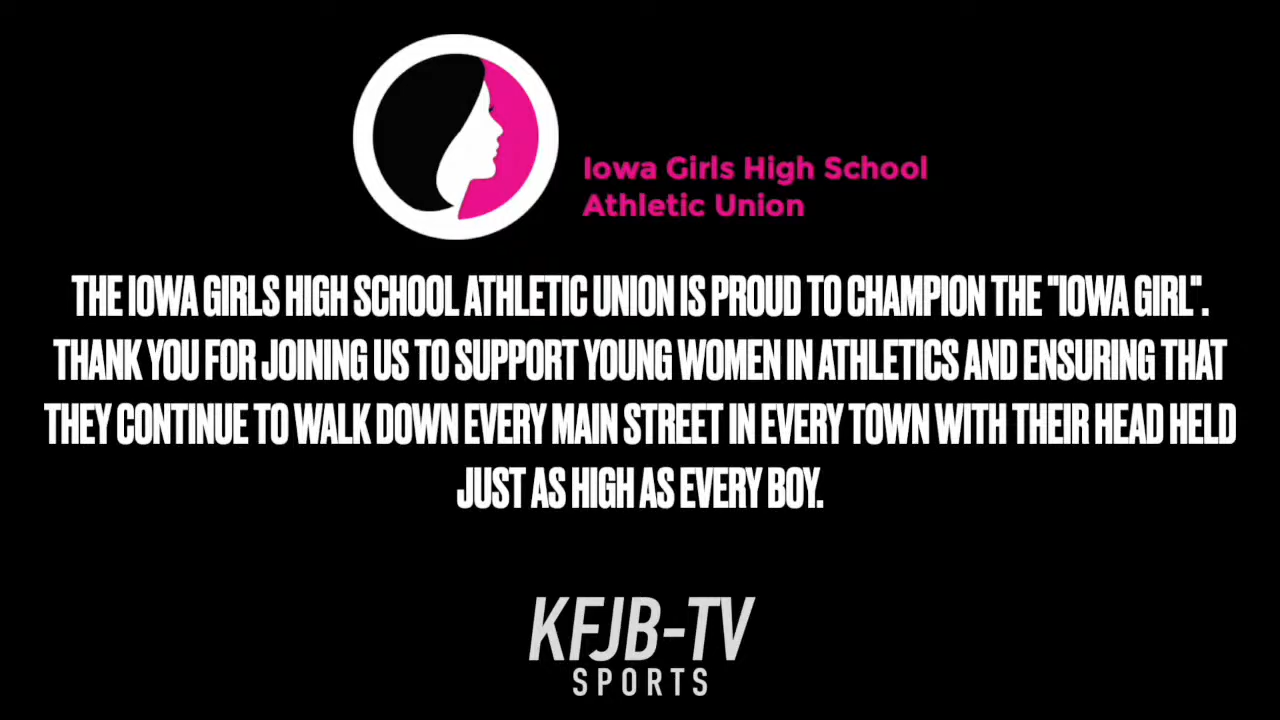 Iowa Girls High School
Athletic Union
THE IOWA GIRLS HIGH SCHOOL ATHLETIC UNION IS PROUD TO CHAMPION THE "IOWA GIRL".
THANK YOU FOR JOINING US TO SUPPORT YOUNG WOMEN IN ATHLETICS AND ENSURING THAT
THEY CONTINUE TO WALK DOWN EVERY MAIN STREET IN EVERY TOWN WITH THEIR HEAD HELD
JUST AS HIGH AS EVERY BOY.
KFJB-TV
SPORTS